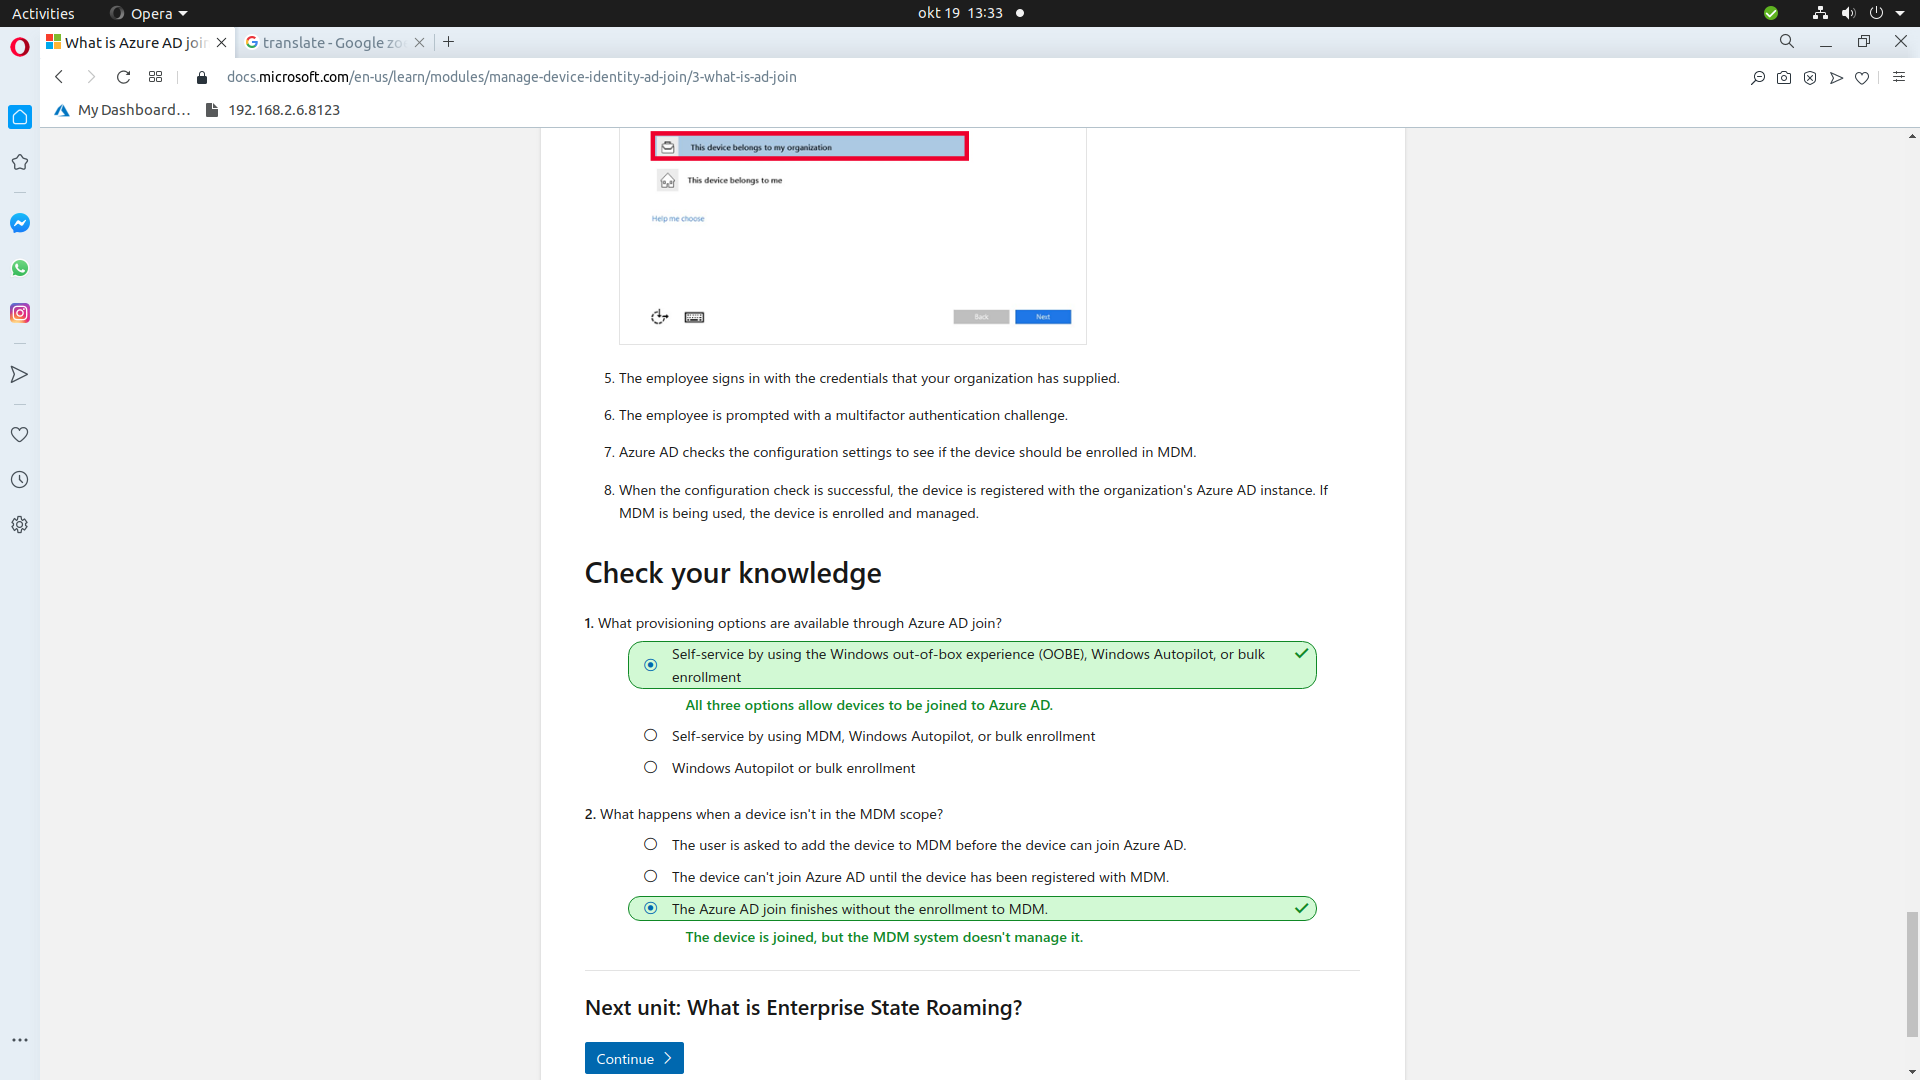 Activities
Opera
okt 19 13:33
What is Azure AD joi
translate - Google zo
docs.microsoft.com/en-us/learn/modules/manage-device-identity-ad-join/3-what-is-ad-join
My Dashboard...
192.168.2.6.8123
This device belongs to my organization
This device belongs to me
Help me choose
Back
Next
5. The employee signs in with the credentials that your organization has supplied.
6. The employee is prompted with a multifactor authentication challenge.
7. Azure AD checks the configuration settings to see if the device should be enrolled in MDM.
8. When the configuration check is successful, the device is registered with the organization's Azure AD instance. If
MDM is being used, the device is enrolled and managed.
Check your knowledge
1. What provisioning options are available through Azure AD join?
Self-service by using the Windows out-of-box experience (OOBE), Windows Autopilot, or bulk
enrollment
All three options allow devices to be joined to Azure AD.
Self-service by using MDM, Windows Autopilot, or bulk enrollment
Windows Autopilot or bulk enrollment
2. What happens when a device isn't in the MDM scope?
The user is asked to add the device to MDM before the device can join Azure AD.
The device can't join Azure AD until the device has been registered with MDM.
The Azure AD join finishes without the enrollment to MDM.
The device is joined, but the MDM system doesn't manage it.
Next unit: What is Enterprise State Roaming?
Continue